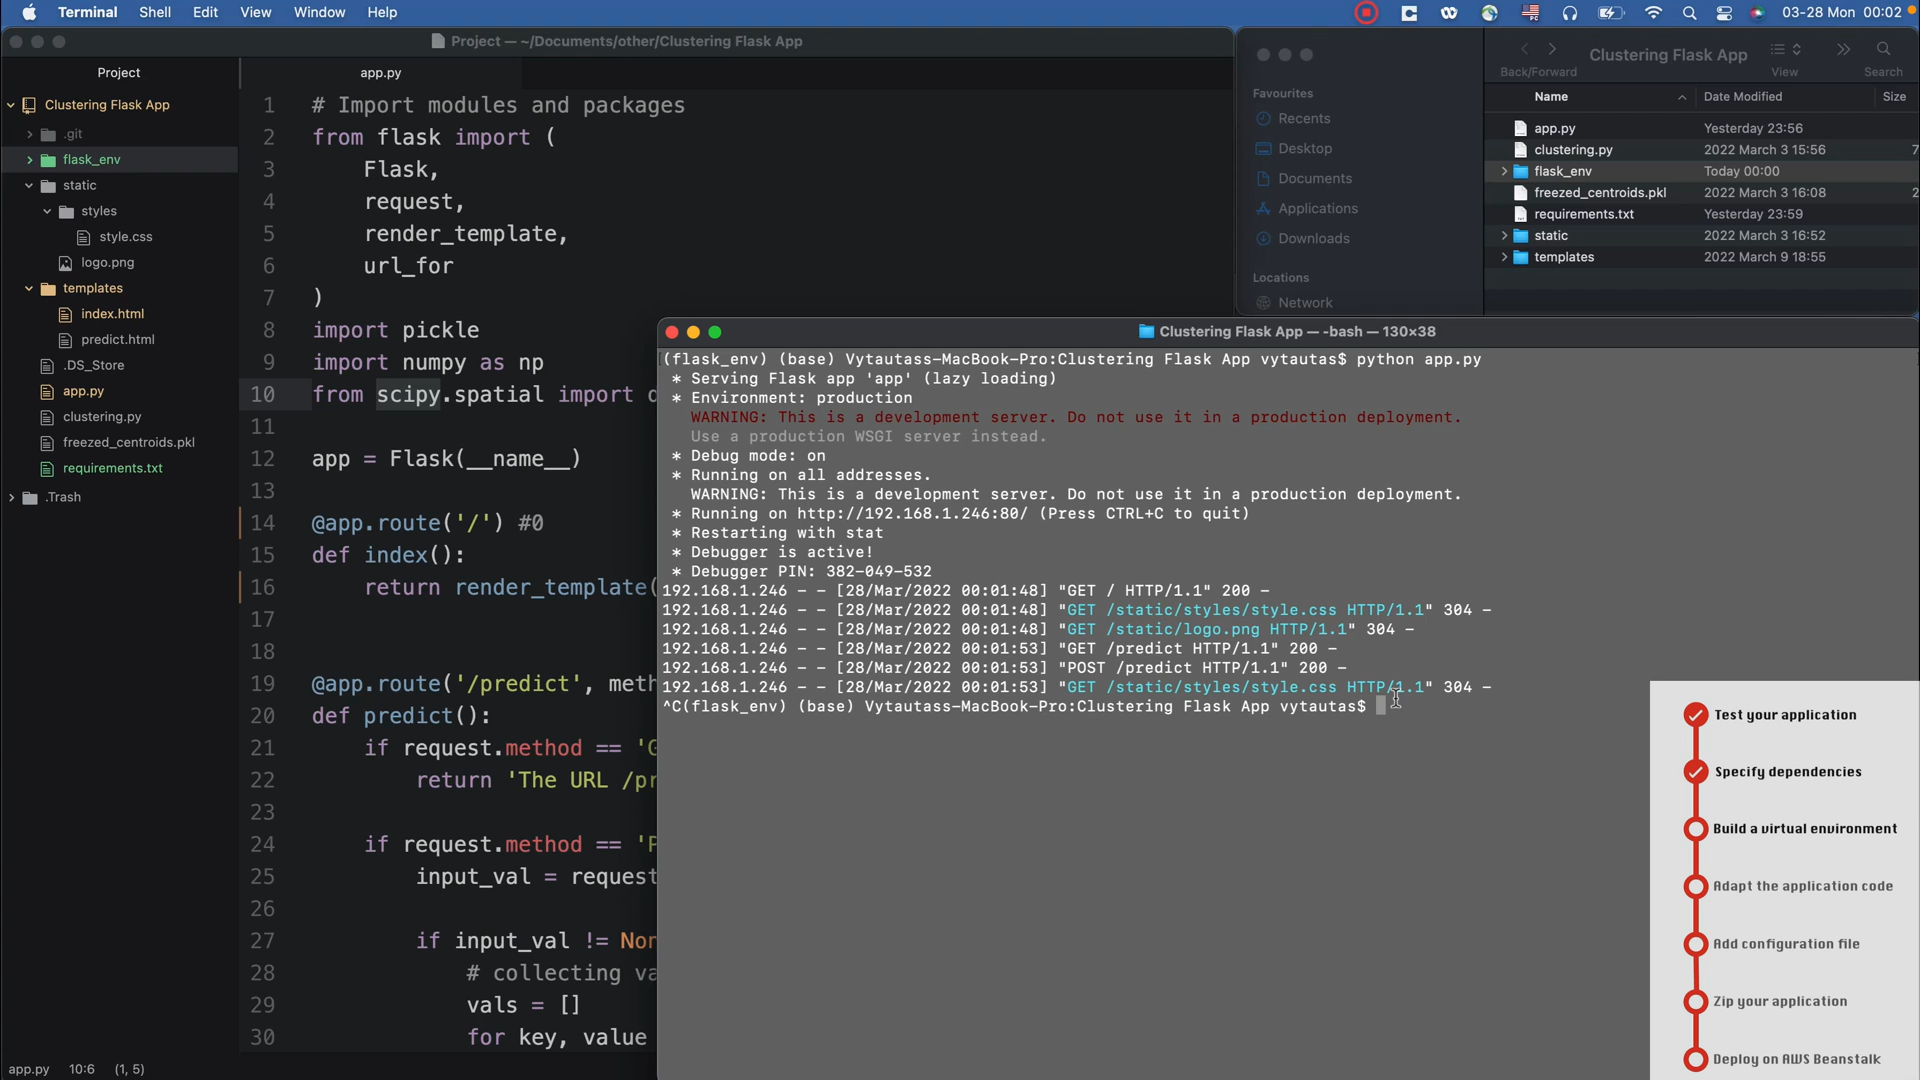 Terminal Shell Edit View Window Help 03-28 Mon 00:02
Project — ~/Documents/other/Clustering Flask App
Project
app.py
Clustering Flask App
.git
flask_env
static
styles
style.css
logo.png
templates
index.html
predict.html
.DS_Store
app.py
clustering.py
freezed_centroids.pkl
requirements.txt
.Trash
1 # Import modules and packages
2 from flask import (
3 Flask,
4 request,
5 render_template,
6 url_for
7 )
8 import pickle
9 import numpy as np
10 from scipy.spatial import
11
12 app = Flask(__name__)
13
14 @app.route('/') #0
15 def index():
16 return render_template(
17
18
19 @app.route('/predict', meth
20 def predict():
21 if request.method == 'G
22 return 'The URL /pr
23
24 if request.method == 'P
25 input_val = request
26
27 if input_val != Non
28 # collecting va
29 vals = []
30 for key, value
app.py 10:6 (1, 5)
Clustering Flask App
Back/Forward View Search
Favourites
Recents
Desktop
Documents
Applications
Downloads
Locations
Network
Name Date Modified Size
app.py Yesterday 23:56
clustering.py 2022 March 3 15:56 7
flask_env Today 00:00
freezed_centroids.pkl 2022 March 3 16:08 2
requirements.txt Yesterday 23:59
static 2022 March 3 16:52
templates 2022 March 9 18:55
Clustering Flask App — -bash — 130×38
(flask_env) (base) Vytautass-MacBook-Pro:Clustering Flask App vytautas$ python app.py
* Serving Flask app 'app' (lazy loading)
* Environment: production
WARNING: This is a development server. Do not use it in a production deployment.
Use a production WSGI server instead.
* Debug mode: on
* Running on all addresses.
WARNING: This is a development server. Do not use it in a production deployment.
* Running on http://192.168.1.246:80/ (Press CTRL+C to quit)
* Restarting with stat
* Debugger is active!
* Debugger PIN: 382-049-532
192.168.1.246 - - [28/Mar/2022 00:01:48] "GET / HTTP/1.1" 200 -
192.168.1.246 - - [28/Mar/2022 00:01:48] "GET /static/styles/style.css HTTP/1.1" 304 -
192.168.1.246 - - [28/Mar/2022 00:01:48] "GET /static/logo.png HTTP/1.1" 304 -
192.168.1.246 - - [28/Mar/2022 00:01:53] "GET /predict HTTP/1.1" 200 -
192.168.1.246 - - [28/Mar/2022 00:01:53] "POST /predict HTTP/1.1" 200 -
192.168.1.246 - - [28/Mar/2022 00:01:53] "GET /static/styles/style.css HTTP/1.1" 304 -
^C(flask_env) (base) Vytautass-MacBook-Pro:Clustering Flask App vytautas$
Test your application
Specify dependencies
Build a virtual environment
Adapt the application code
Add configuration file
Zip your application
Deploy on AWS Beanstalk